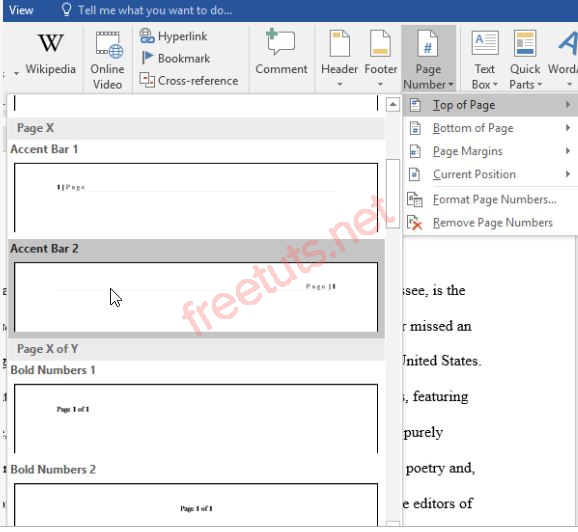 View
Tell me what you want to do...
Wikipedia
Online
Video
Hyperlink
Bookmark
Cross-reference
Comment
Header
Footer
Page
Number
Text
Box
Quick
Parts
Top of Page
Bottom of Page
Page Margins
Current Position
Format Page Numbers...
Remove Page Numbers
Page X
Accent Bar 1
1|Page
Accent Bar 2
Page |1
Page X of Y
Bold Numbers 1
Page 1 of 1
Bold Numbers 2
Page 1 of 1
freetuts.net
is the
missed an
United States.
featuring
purely
poetry and,
editors of